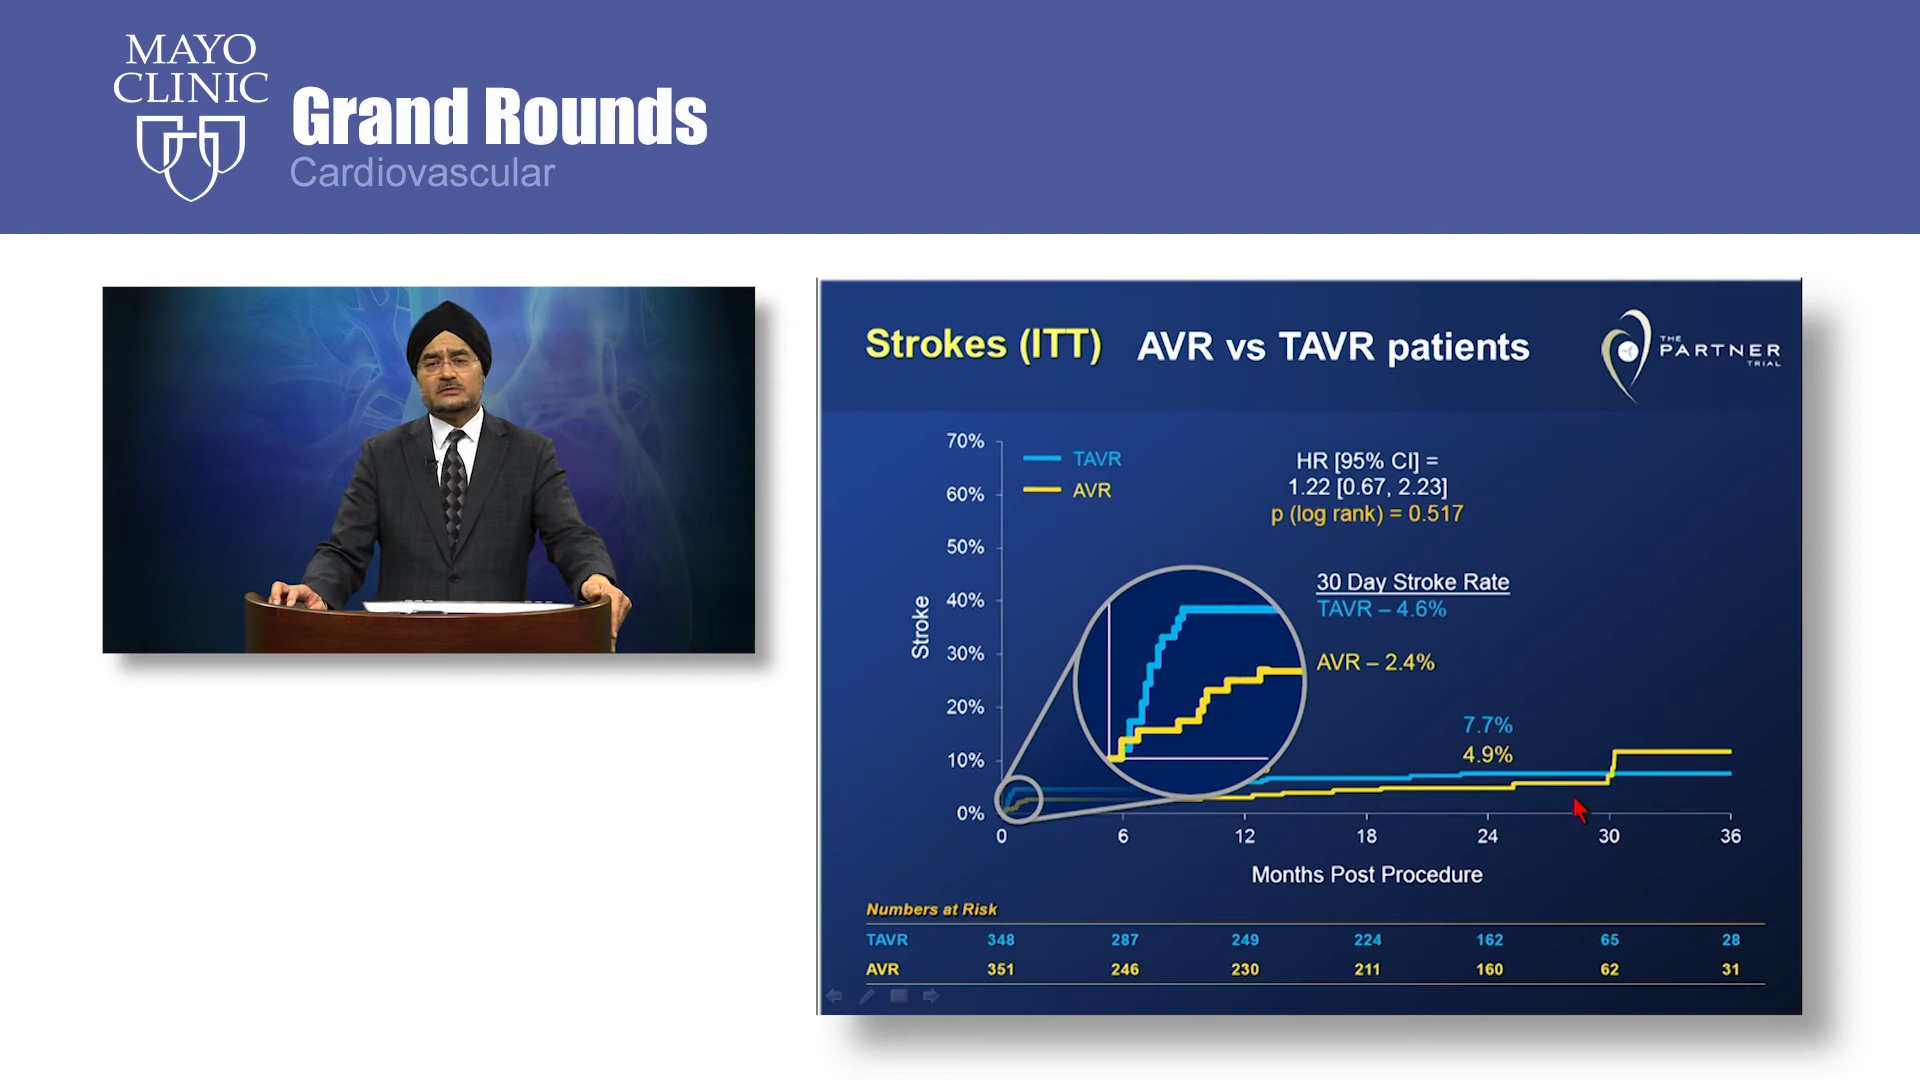 MAYO
CLINIC
Grand Rounds
Cardiovascular
Strokes (ITT) AVR vs TAVR patients
THE
PARTNER
TRIAL
70%
60%
50%
40%
30%
20%
10%
0%
Stroke
TAVR
AVR
HR [95% CI] =
1.22 [0.67, 2.23]
p (log rank) = 0.517
30 Day Stroke Rate
TAVR – 4.6%
AVR – 2.4%
7.7%
4.9%
0 6 12 18 24 30 36
Months Post Procedure
Numbers at Risk
TAVR 348 287 249 224 162 65 28
AVR 351 246 230 211 160 62 31